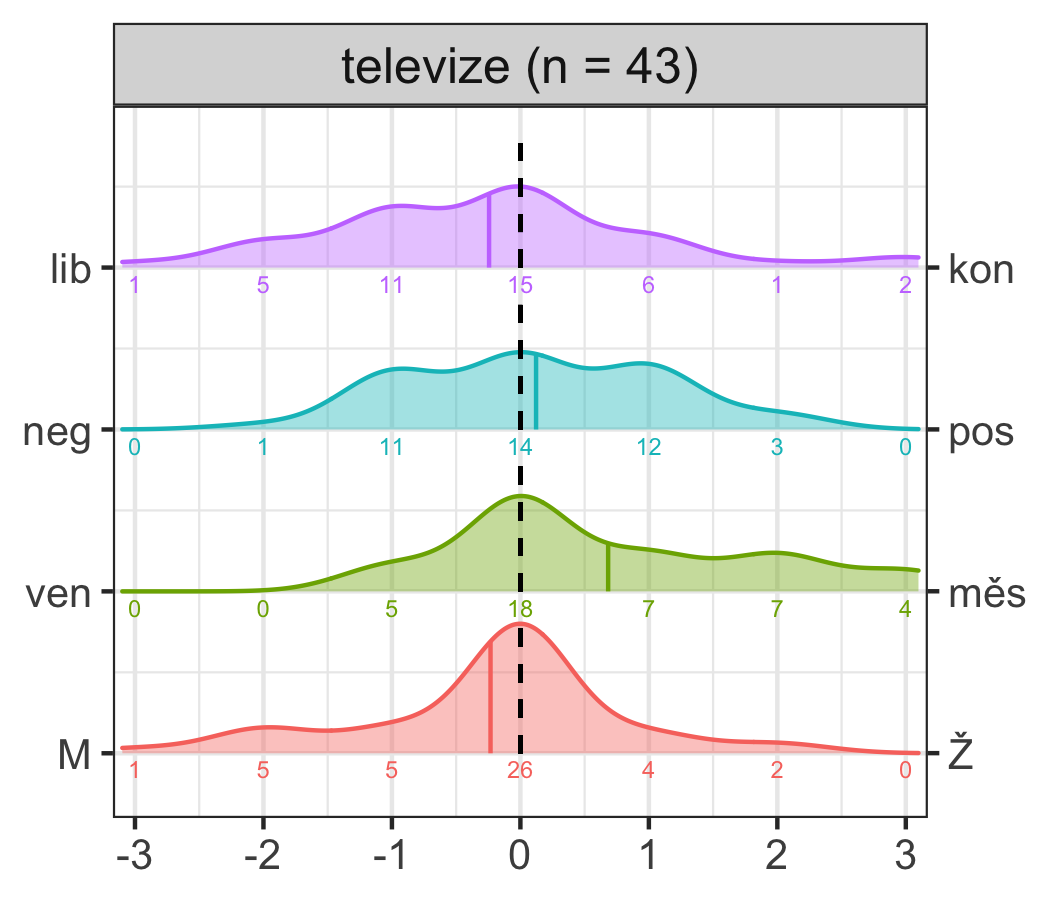 televize (n = 43)
lib kon
1 5 11 15 6 1 2
neg pos
0 1 11 14 12 3 0
ven měs
0 0 5 18 7 7 4
M Ž
1 5 5 26 4 2 0
-3 -2 -1 0 1 2 3